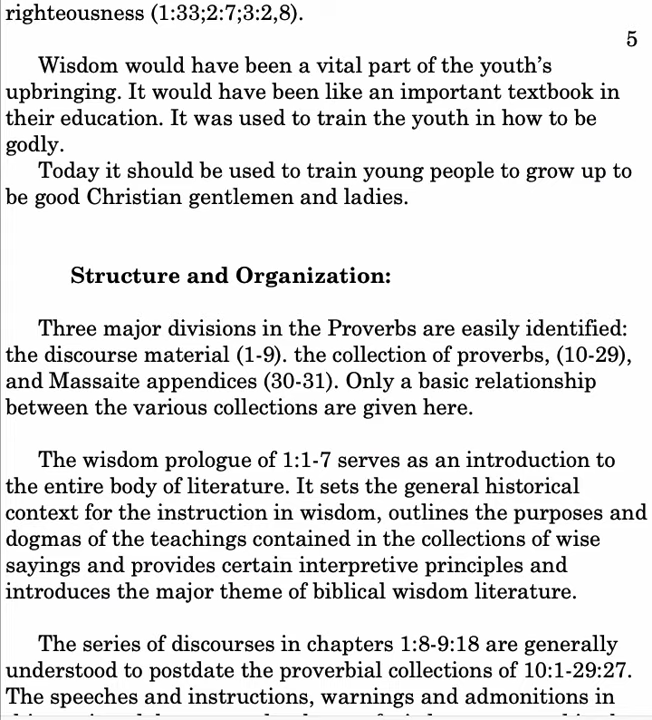 righteousness (1:33;2:7;3:2,8).
5
Wisdom would have been a vital part of the youth's
upbringing. It would have been like an important textbook in
their education. It was used to train the youth in how to be
godly.
Today it should be used to train young people to grow up to
be good Christian gentlemen and ladies.
Structure and Organization:
Three major divisions in the Proverbs are easily identified:
the discourse material (1-9). the collection of proverbs, (10-29),
and Massaite appendices (30-31). Only a basic relationship
between the various collections are given here.
The wisdom prologue of 1:1-7 serves as an introduction to
the entire body of literature. It sets the general historical
context for the instruction in wisdom, outlines the purposes and
dogmas of the teachings contained in the collections of wise
sayings and provides certain interpretive principles and
introduces the major theme of biblical wisdom literature.
The series of discourses in chapters 1:8-9:18 are generally
understood to postdate the proverbial collections of 10:1-29:27.
The speeches and instructions, warnings and admonitions in